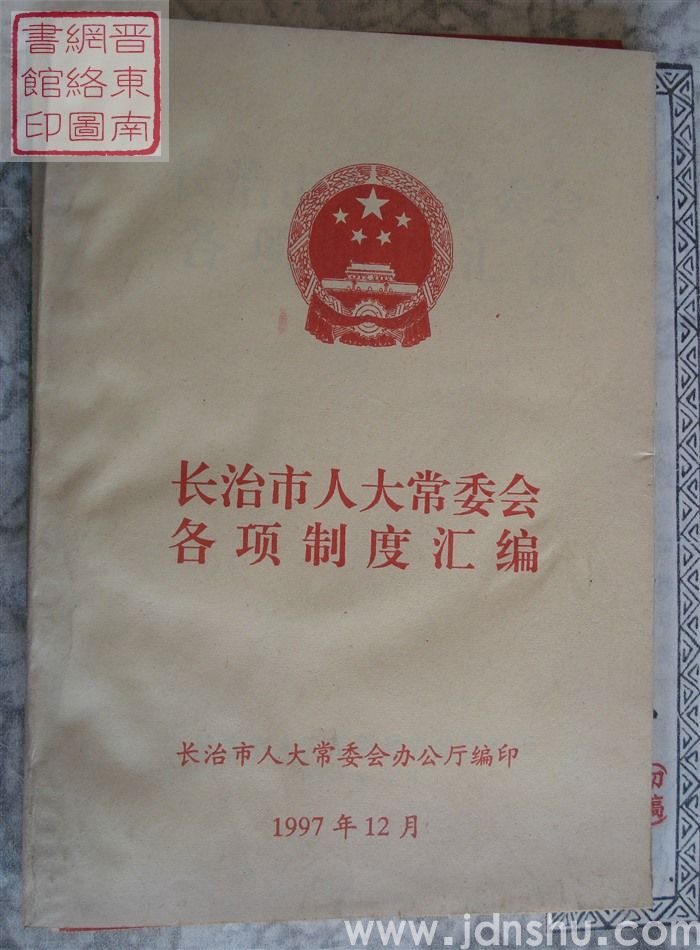 晋東南
網絡圖
書館印
长治市人大常委会
各项制度汇编
长治市人大常委会办公厅编印
1997年12月
初稿
www.jdnshu.com